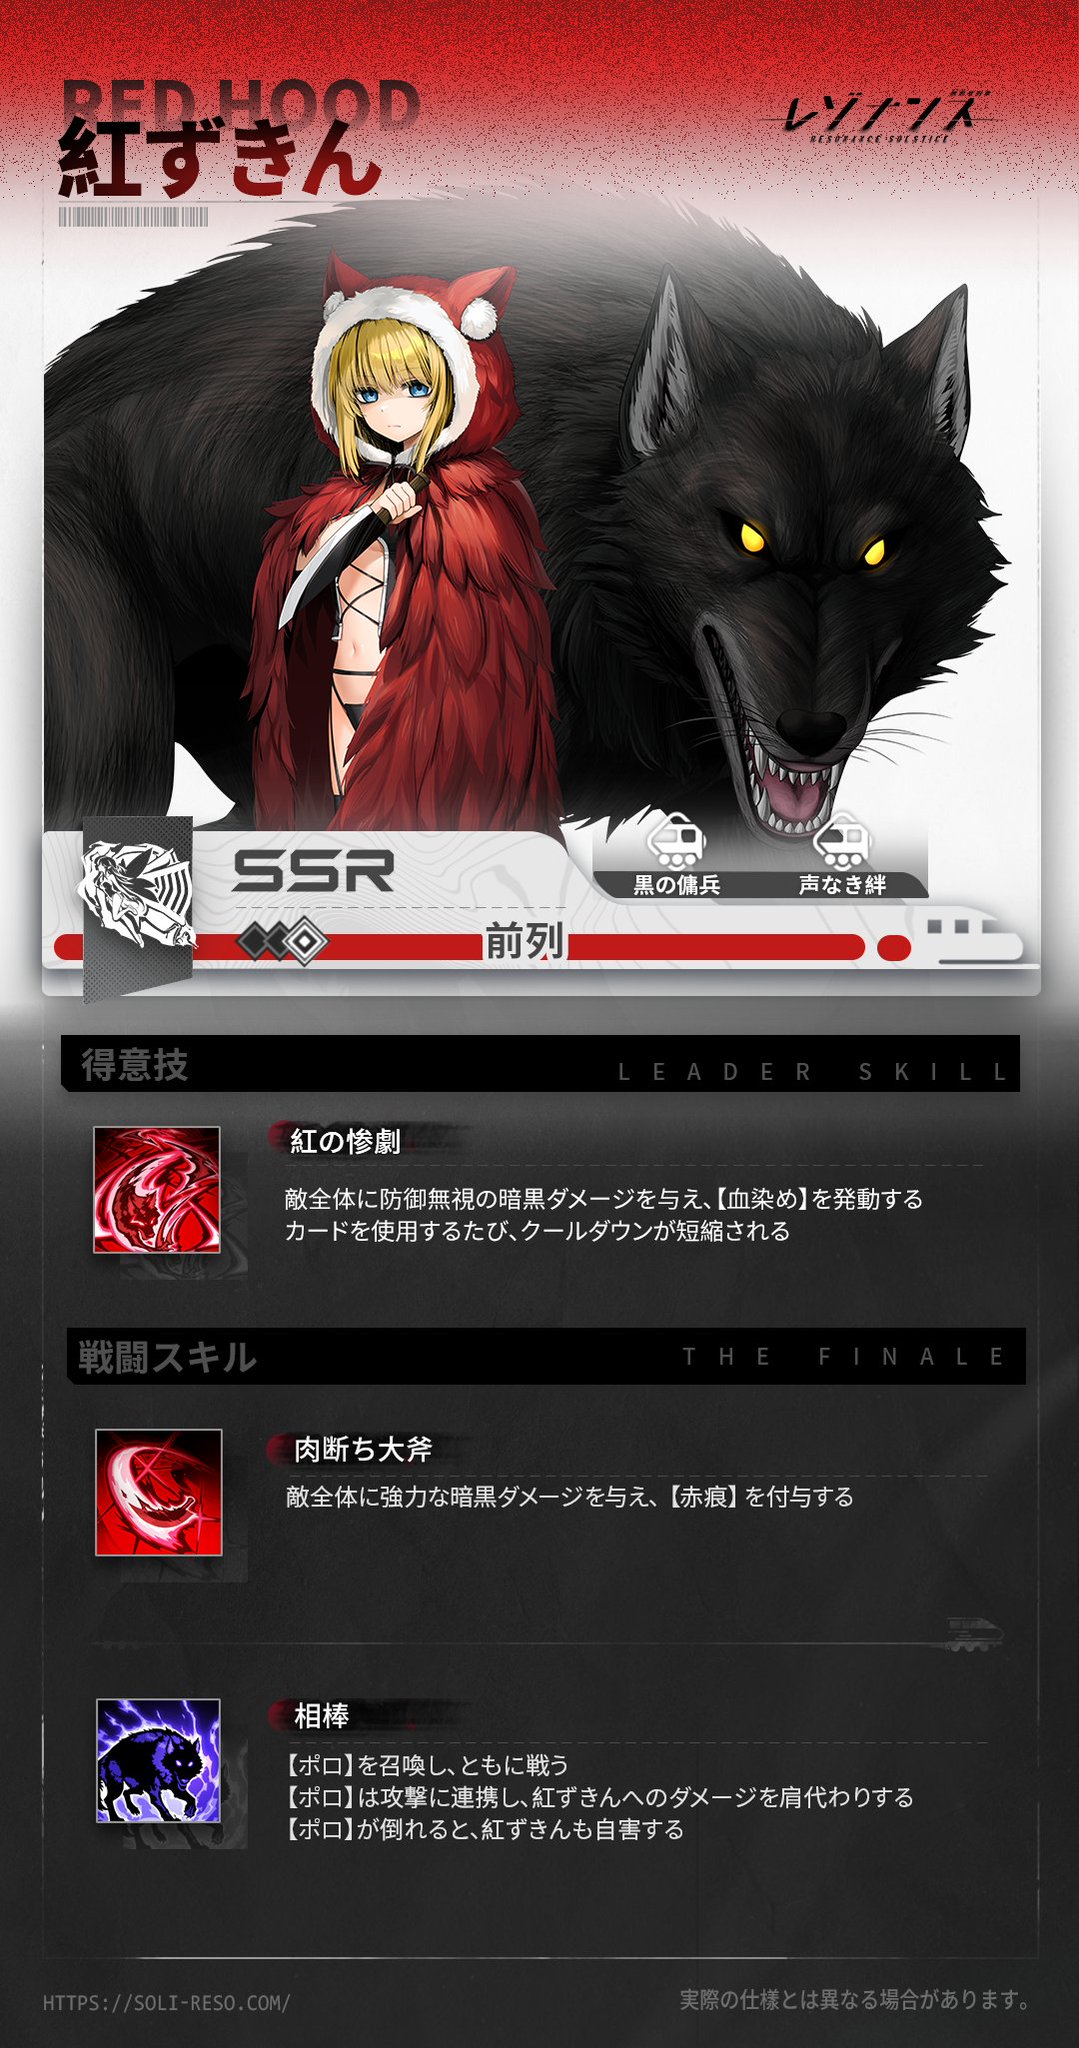 RED HOOD
紅ずきん
レゾナンス
RESONANCE SOLSTICE
SSR
黒の傭兵
声なき絆
前列
得意技
LEADER SKILL
紅の惨劇
敵全体に防御無視の暗黒ダメージを与え、【血染め】を発動する
カードを使用するたび、クールダウンが短縮される
戦闘スキル
THE FINALE
肉断ち大斧
敵全体に強力な暗黒ダメージを与え、【赤痕】を付与する
相棒
【ポロ】を召喚し、ともに戦う
【ポロ】は攻撃に連携し、紅ずきんへのダメージを肩代わりする
【ポロ】が倒れると、紅ずきんも自害する
HTTPS://SOLI-RESO.COM/
実際の仕様とは異なる場合があります。